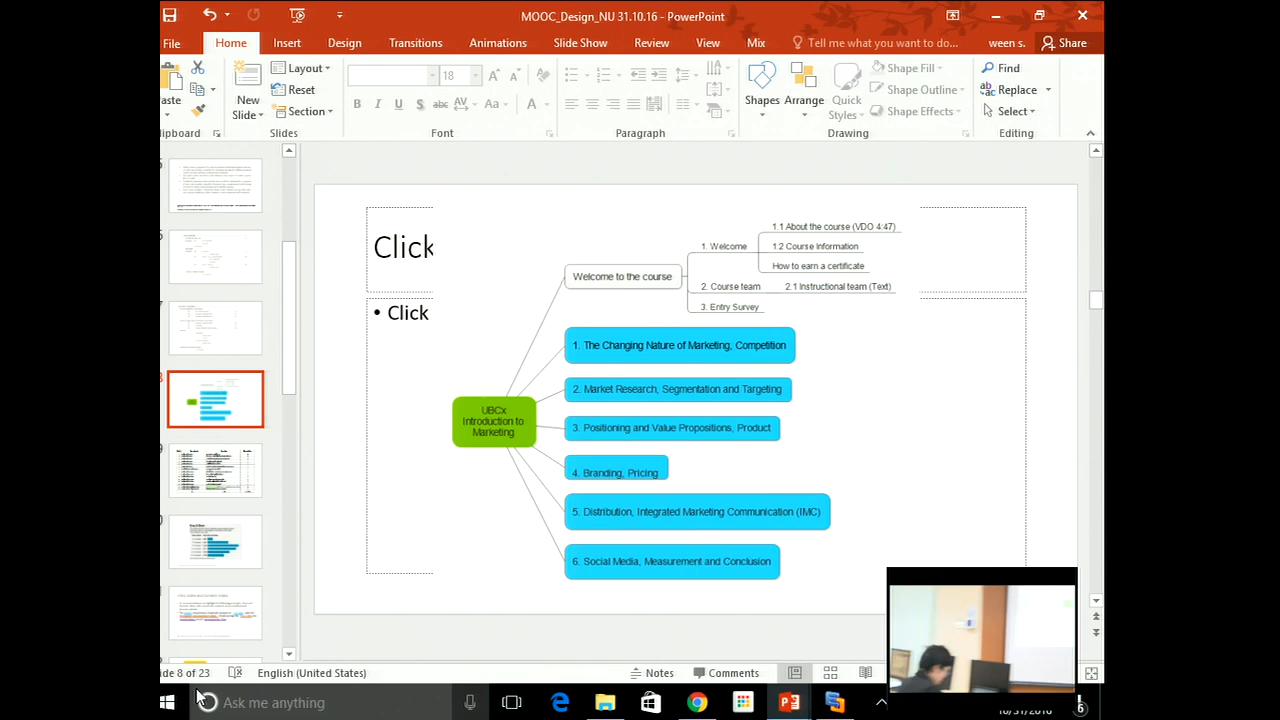 MOOC_Design_NU 31.10.16 - PowerPoint
File Home Insert Design Transitions Animations Slide Show Review View Mix Tell me what you want to do... ween s. Share
aste
New Slide
Layout
Reset
Section
18
Shapes
Arrange
Quick Styles
Shape Fill
Shape Outline
Shape Effects
Find
Replace
Select
lipboard Slides Font Paragraph Drawing Editing
Click
• Click
UBCx
Introduction to
Marketing
Welcome to the course
1. Welcome
1.1 About the course (VDO 4:47)
1.2 Course Information
How to earn a certificate
2. Course team
2.1 Instructional team (Text)
3. Entry Survey
1. The Changing Nature of Marketing, Competition
2. Market Research, Segmentation and Targeting
3. Positioning and Value Propositions, Product
4. Branding, Pricing
5. Distribution, Integrated Marketing Communication (IMC)
6. Social Media, Measurement and Conclusion
lide 8 of 23 English (United States) Notes Comments
Ask me anything
10/31/2016